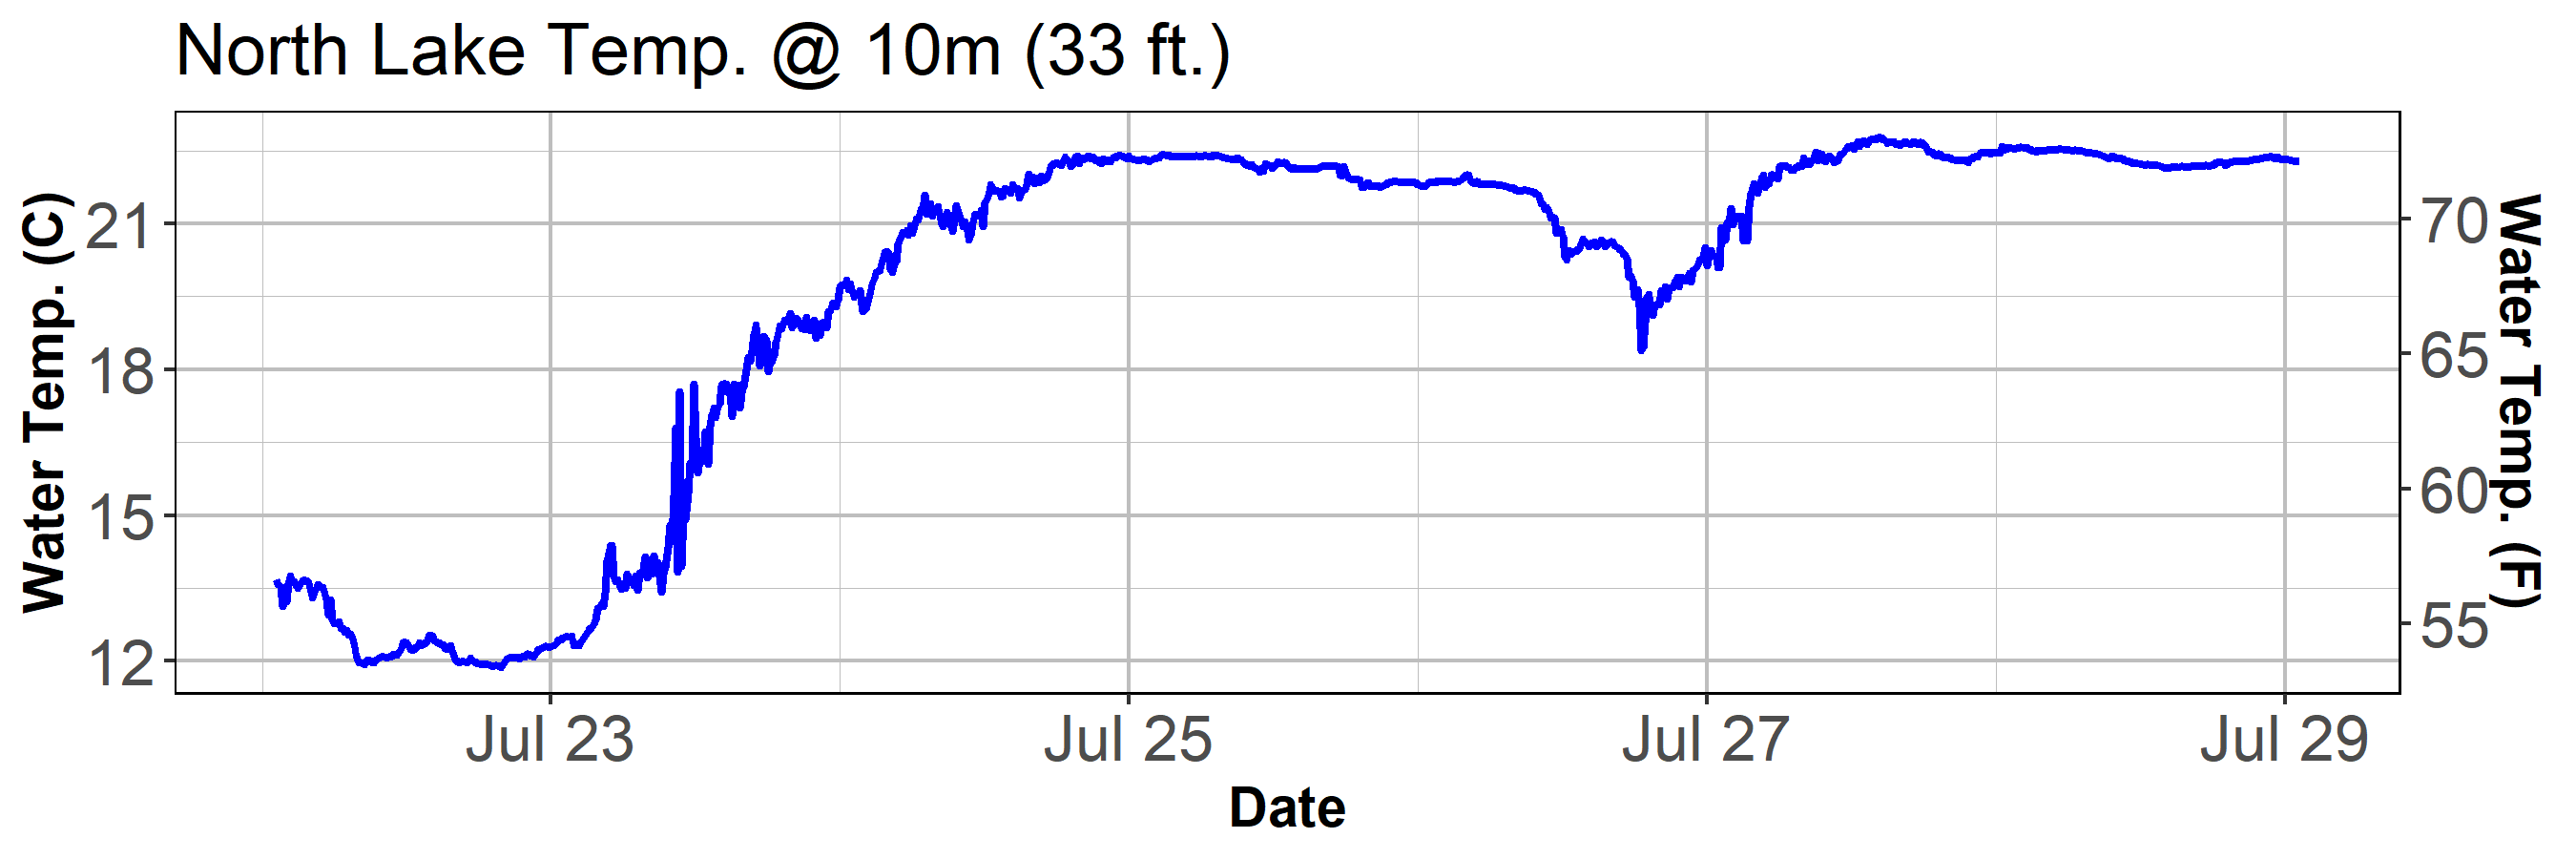 North Lake Temp. @ 10m (33 ft.)
Water Temp. (C)
21
18
15
12
70
65
60
55
Water Temp. (F)
Jul 23 Jul 25 Jul 27 Jul 29
Date